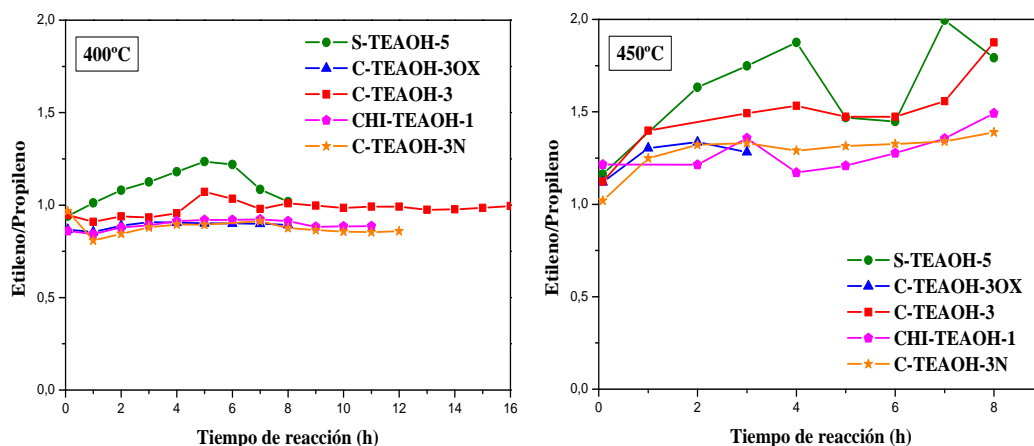 2,0
400ºC
S-TEAOH-5
C-TEAOH-3OX
C-TEAOH-3
CHI-TEAOH-1
C-TEAOH-3N
1,5
1,0
0,5
0,0
Etileno/Propileno
0 2 4 6 8 10 12 14 16
Tiempo de reacción (h)
2,0
450ºC
1,5
1,0
S-TEAOH-5
C-TEAOH-3OX
C-TEAOH-3
CHI-TEAOH-1
C-TEAOH-3N
0,5
0,0
Etileno/Propileno
0 2 4 6 8
Tiempo de reacción (h)